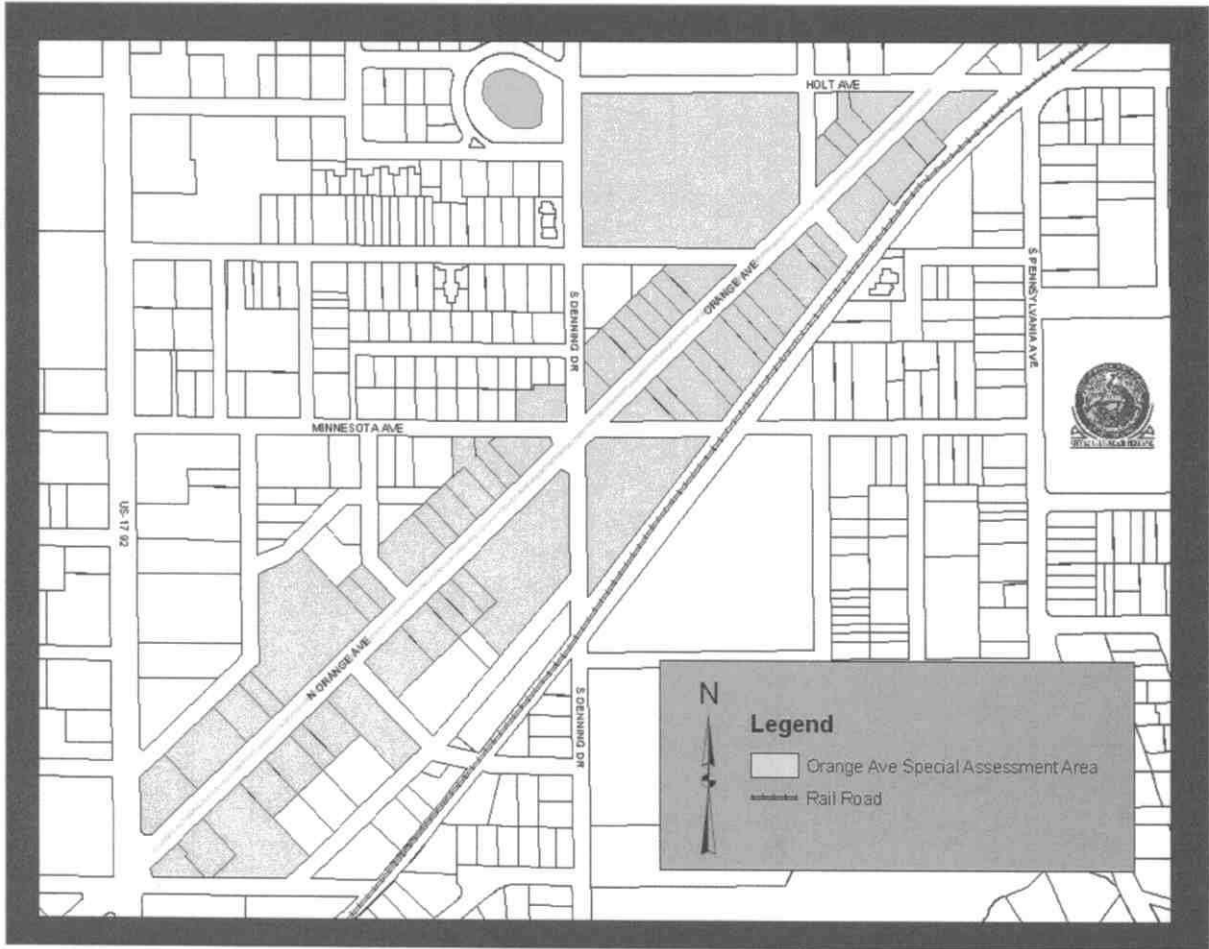 HOLT AVE
ORANGE AVE
S DENNING DR
S PENNSYLVANIA AVE
MINNESOTA AVE
US-17 92
N ORANGE AVE
S DENNING DR
N
Legend
Orange Ave Special Assessment Area
Rail Road